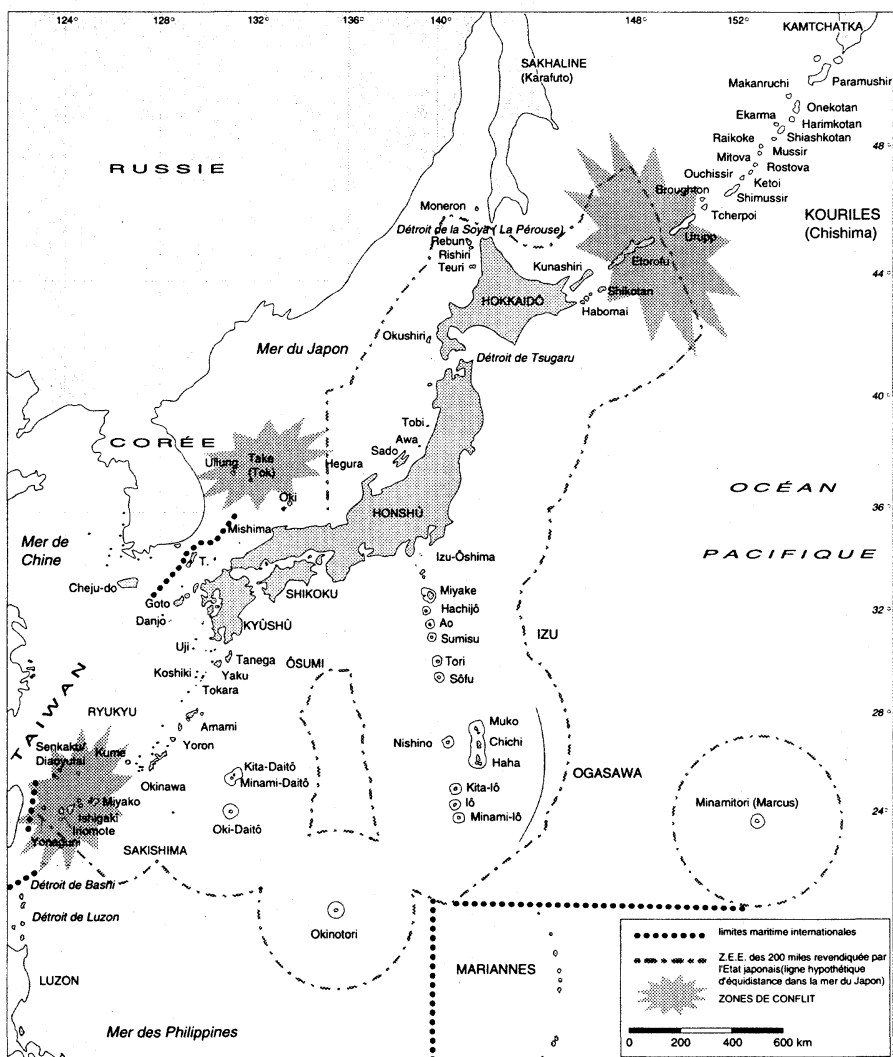 124° 128° 132° 136° 140° 148° 152°
KAMTCHATKA
SAKHALINE
(Karafuto)
Paramushir
Makanruchi
Onekotan
Ekarma
Harimkotan
Shiashkotan
Raikoke
48°
Mussir
Mitova
RUSSIE
Rostova
Ouchissir
Ketoi
Broughton
Shimussir
Moneron
Tcherpoi
KOURILES
(Chishima)
Détroit de la Soya ( La Pérouse)
Rebun
Urupp
Rishiri
Etorofu
Teuri
Kunashiri
44°
Shikotan
HOKKAIDÔ
Habomai
Okushiri
Mer du Japon
Détroit de Tsugaru
40°
Tobi
CORÉE
Awa
Take
(Tok)
Ullung
Hegura
Sado
OCÉAN
Oki
HONSHÛ
36°
Mishima
Mer de
Chine
PACIFIQUE
T.
Izu-Ôshima
Cheju-do
SHIKOKU
Miyake
Goto
Hachijô
32°
Danjo
KYÛSHÛ
Ao
IZU
Sumisu
Uji
Tanega
ÔSUMI
Tori
Koshiki
Yaku
Sôfu
Tokara
TAIWAN
RYUKYU
28°
Amami
Muko
Senkaku/
Diaoyutai
Kume
Yoron
Nishino
Chichi
Kita-Daitô
Haha
OGASAWA
Okinawa
Minami-Daitô
Kita-Iô
Miyako
Iô
Minamitori (Marcus)
Ishigaki
Minami-Iô
24°
Iriomote
Oki-Daitô
Yonaguni
SAKISHIMA
Détroit de Bashi
Détroit de Luzon
Okinotori
limites maritime internationales
Z.E.E. des 200 miles revendiquée par
l'Etat japonais(ligne hypothétique
d'équidistance dans la mer du Japon)
MARIANNES
LUZON
ZONES DE CONFLIT
Mer des Philippines
0 200 400 600 km